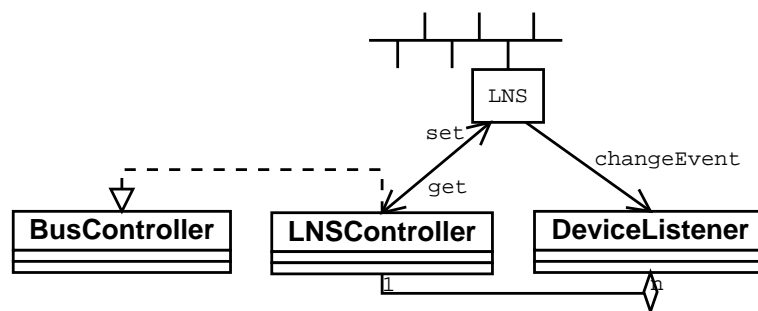 LNS
set
changeEvent
get
BusController
LNSController
DeviceListener
1
n